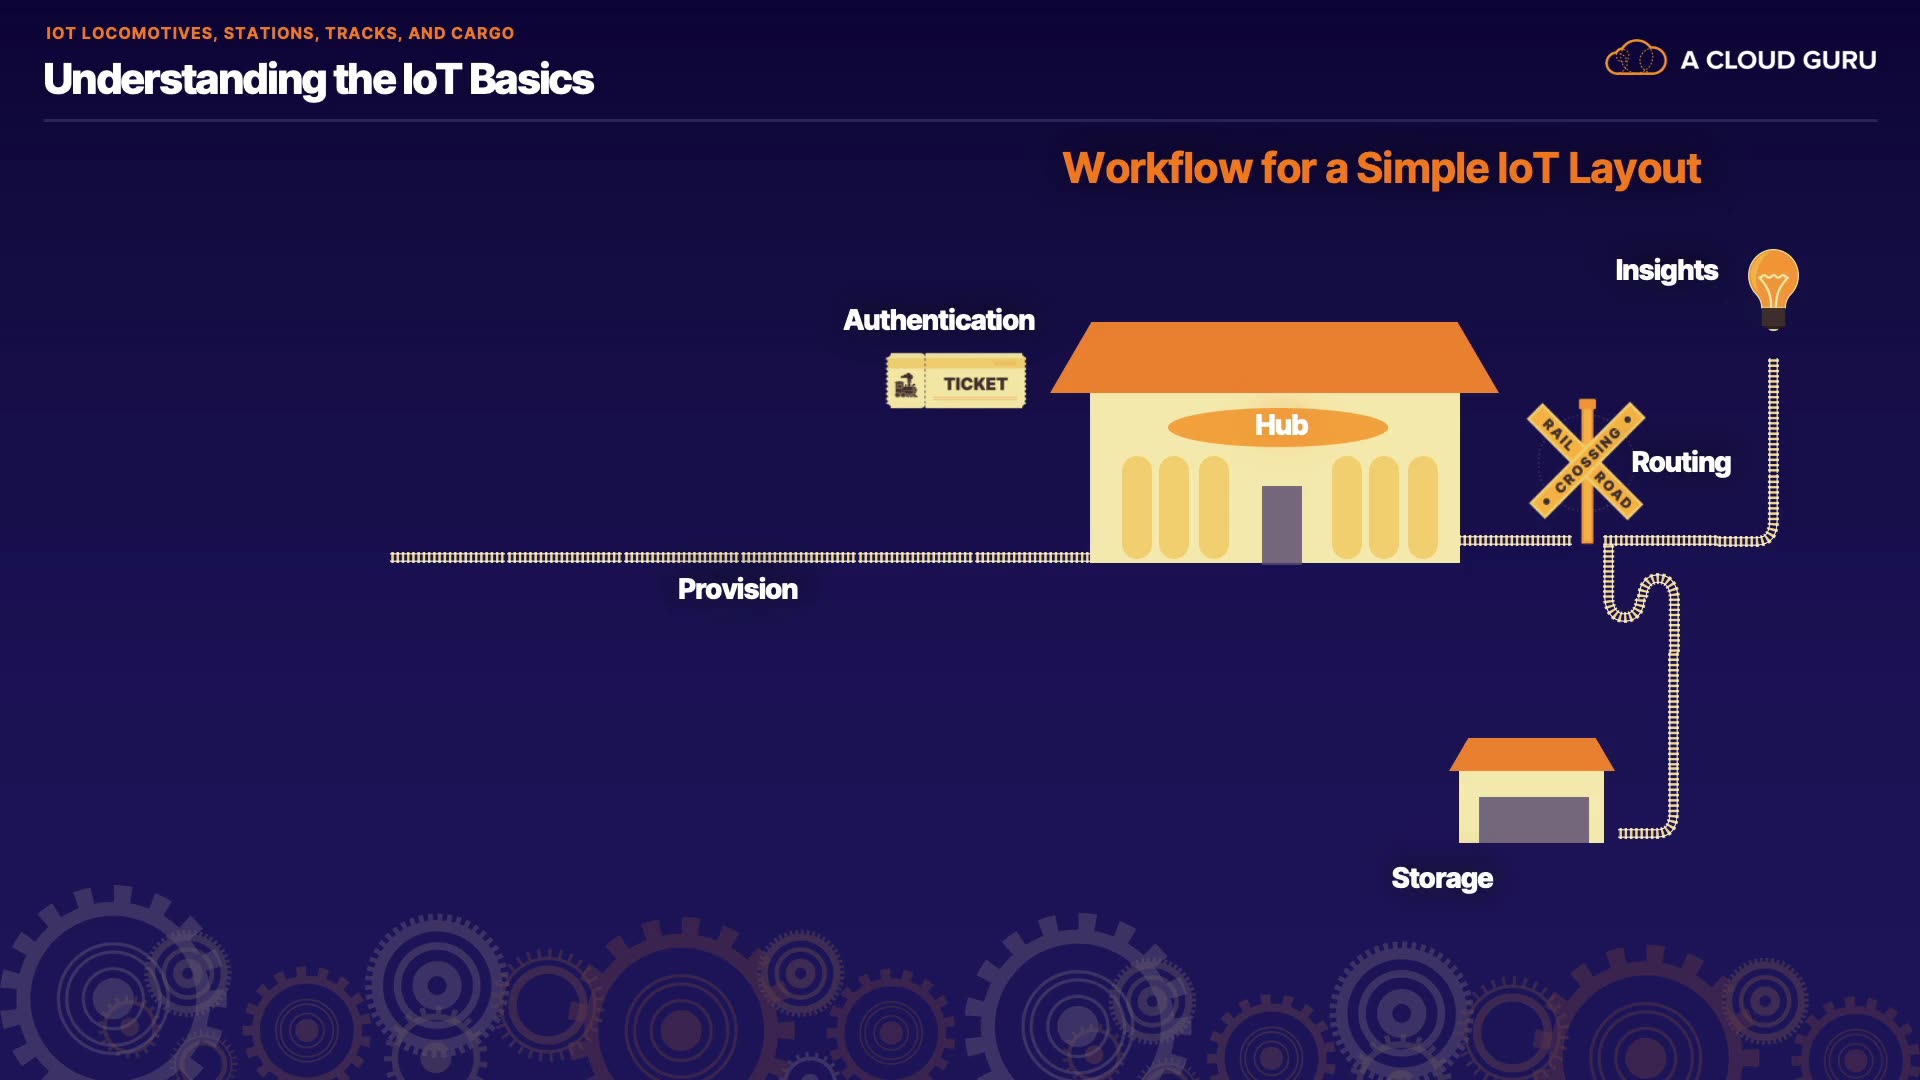 IOT LOCOMOTIVES, STATIONS, TRACKS, AND CARGO
Understanding the IoT Basics
A CLOUD GURU
Workflow for a Simple IoT Layout
Insights
Authentication
TICKET
Hub
RAIL
CROSSING
ROAD
Routing
Provision
Storage